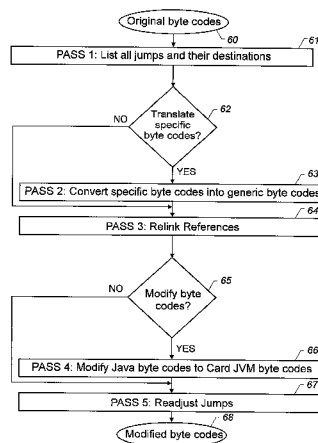 Original byte codes
60
61
PASS 1: List all jumps and their destinations
62
Translate
specific
byte codes?
NO
YES
63
PASS 2: Convert specific byte codes into generic byte codes
64
PASS 3: Relink References
65
NO
Modify byte
codes?
YES
66
PASS 4: Modify Java byte codes to Card JVM byte codes
67
PASS 5: Readjust Jumps
68
Modified byte codes